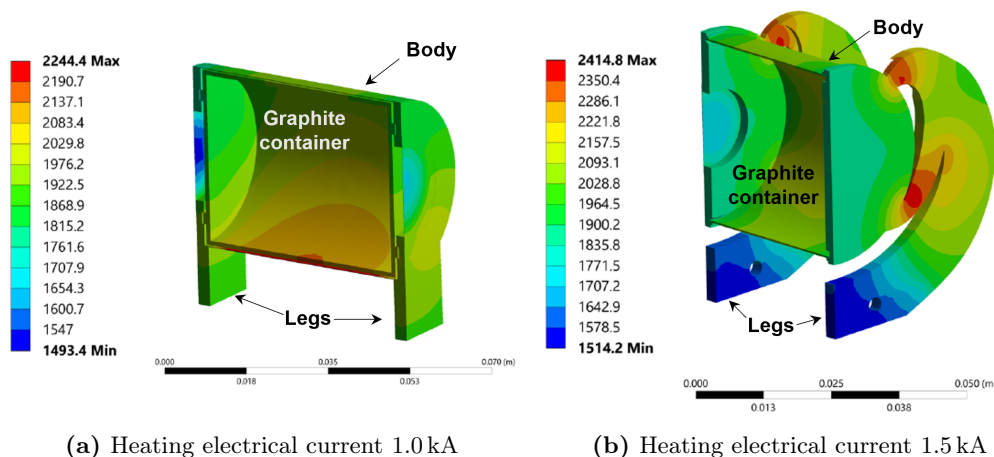 2244.4 Max
2190.7
2137.1
2083.4
2029.8
1976.2
1922.5
1868.9
1815.2
1761.6
1707.9
1654.3
1600.7
1547
1493.4 Min
Body
Graphite
container
Legs
0.000
0.035
0.070 (m)
0.018
0.053
(a) Heating electrical current 1.0 kA
2414.8 Max
2350.4
2286.1
2221.8
2157.5
2093.1
2028.8
1964.5
1900.2
1835.8
1771.5
1707.2
1642.9
1578.5
1514.2 Min
Body
Graphite
container
Legs
0.000
0.025
0.050 (m
0.013
0.038
(b) Heating electrical current 1.5 kA